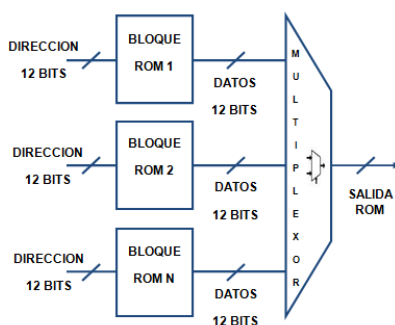 DIRECCION
12 BITS
BLOQUE
ROM 1
DATOS
12 BITS
DIRECCION
12 BITS
BLOQUE
ROM 2
DATOS
12 BITS
DIRECCION
12 BITS
BLOQUE
ROM N
DATOS
12 BITS
MULTIPLEXOR
SALIDA
ROM